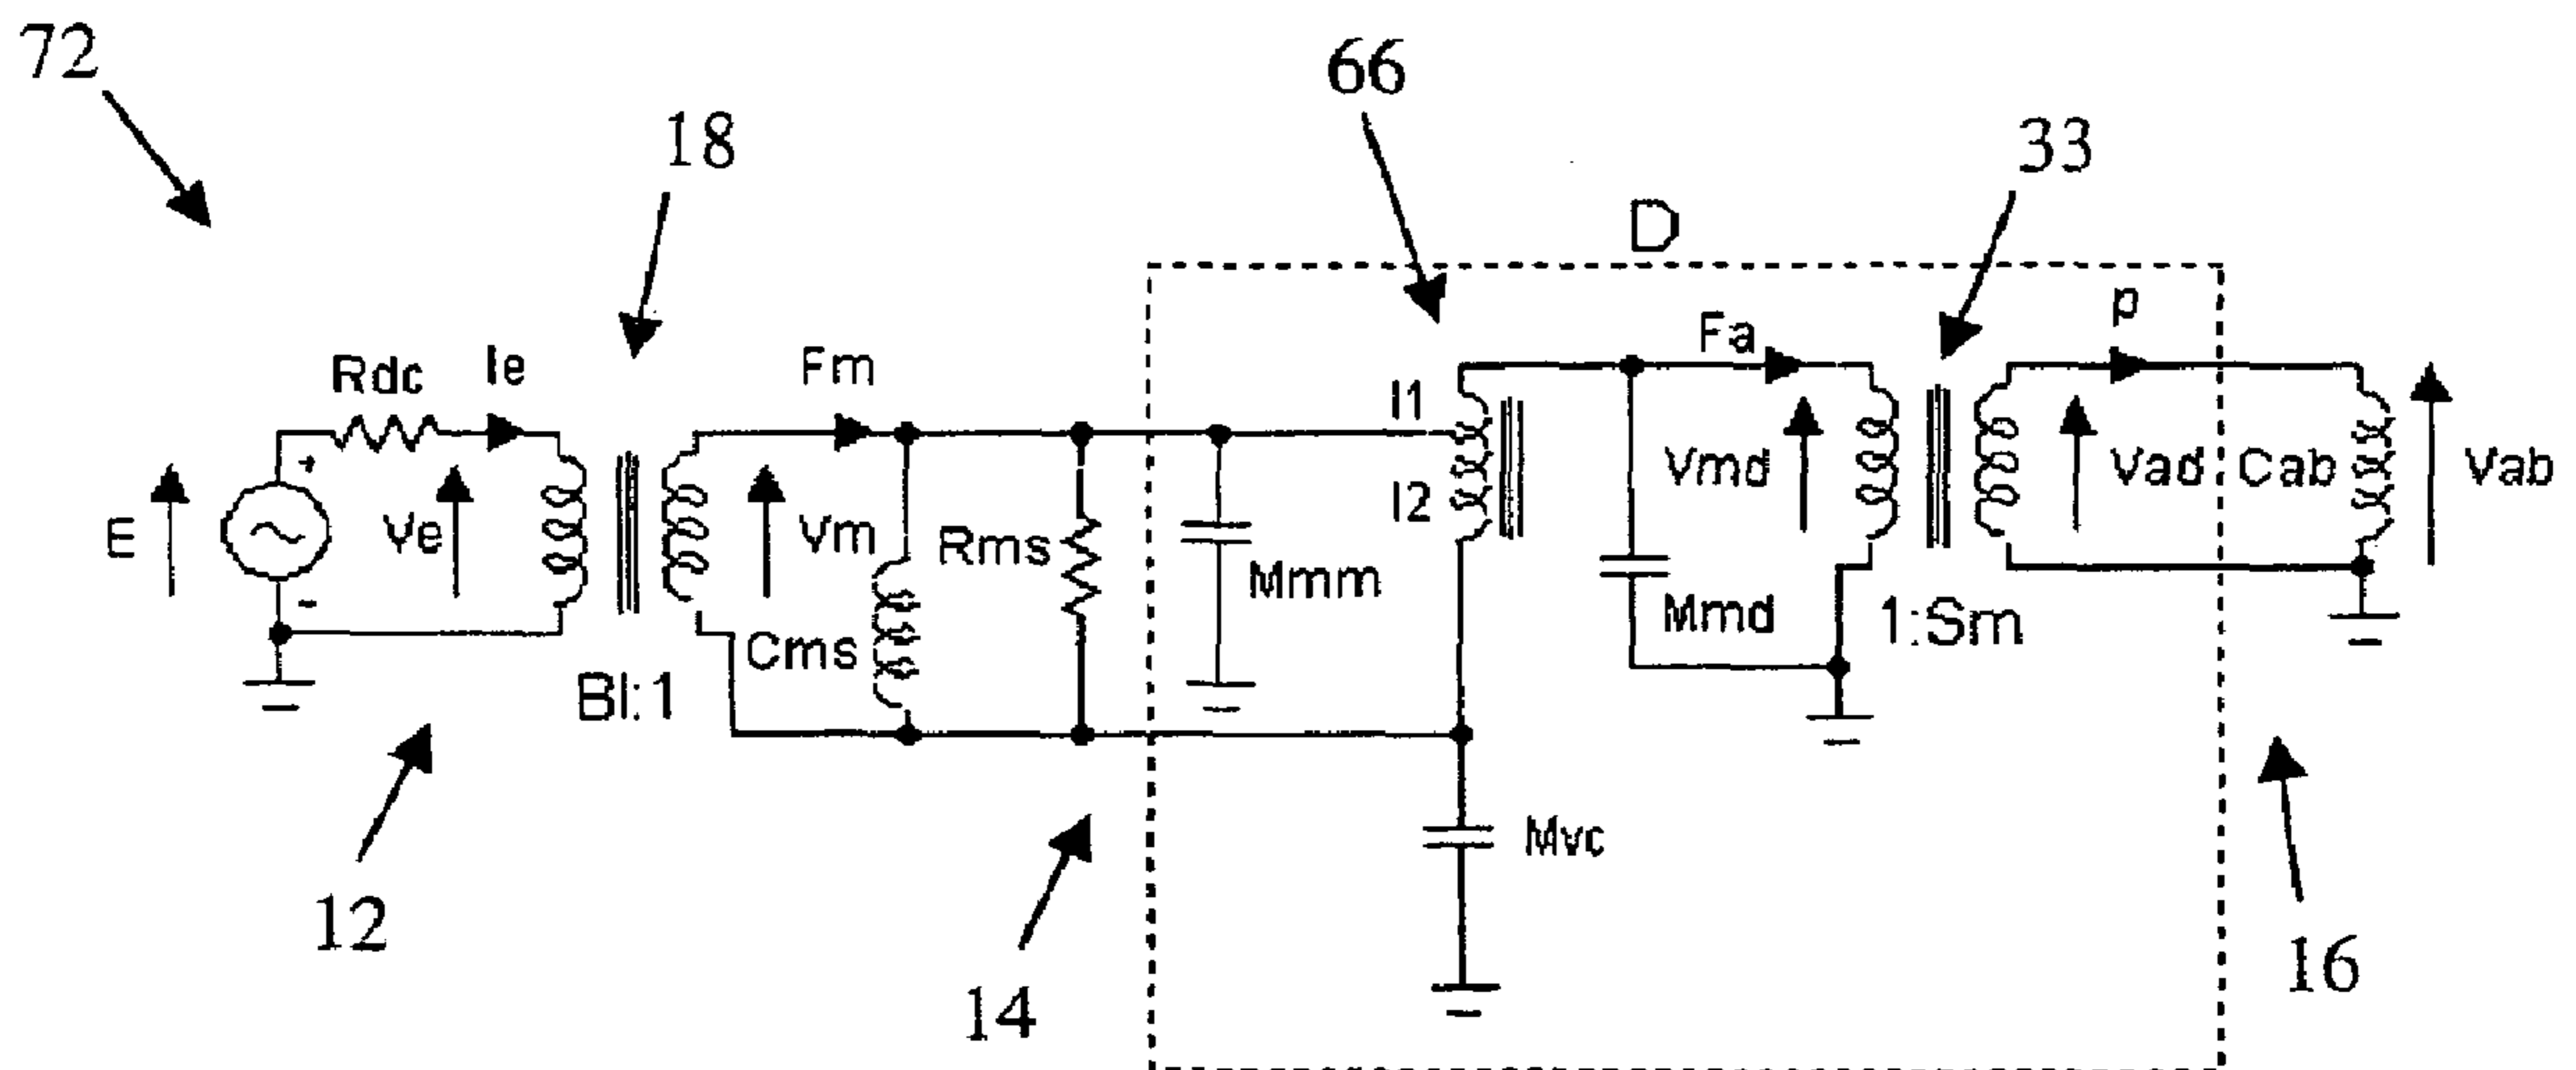 72
66
18
33
D
p
Fa
Ie
Rdc
Fm
l1
+
E
Ve
Vm
Rms
l2
Vmd
Vad
Cab
Vab
Mmm
-
Mmd
1:Sm
Cms
Bl:1
Mvc
12
14
16